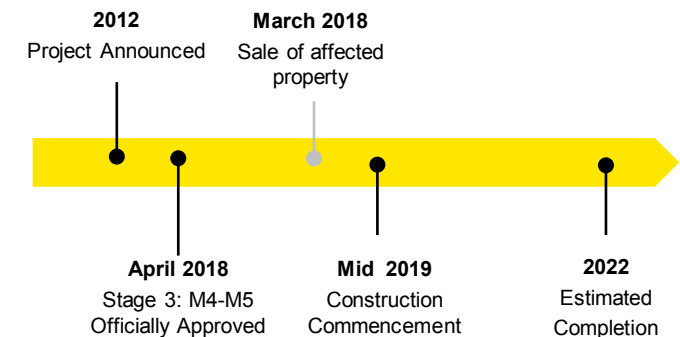 2012
Project Announced
March 2018
Sale of affected
property
April 2018
Stage 3: M4-M5
Officially Approved
Mid 2019
Construction
Commencement
2022
Estimated
Completion